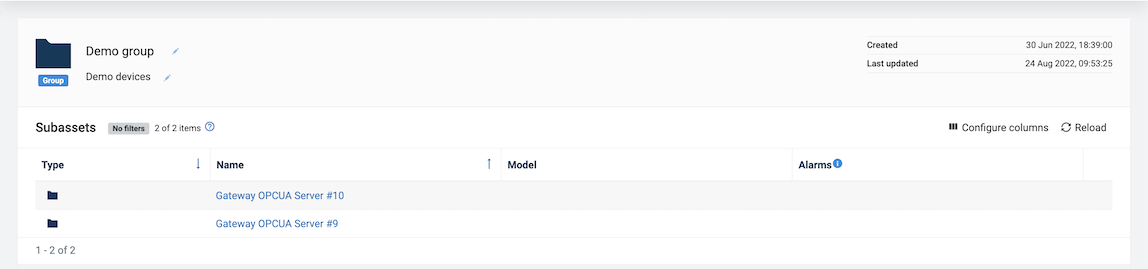 Demo group
Group
Demo devices
Created 30 Jun 2022, 18:39:00
Last updated 24 Aug 2022, 09:53:25
Subassets No filters 2 of 2 items Configure columns Reload
Type Name Model Alarms
Gateway OPCUA Server #10
Gateway OPCUA Server #9
1 - 2 of 2